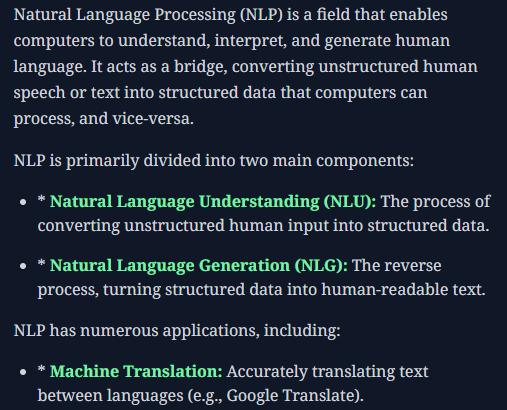 Natural Language Processing (NLP) is a field that enables
computers to understand, interpret, and generate human
language. It acts as a bridge, converting unstructured human
speech or text into structured data that computers can
process, and vice-versa.
NLP is primarily divided into two main components:
• * Natural Language Understanding (NLU): The process of
converting unstructured human input into structured data.
• * Natural Language Generation (NLG): The reverse
process, turning structured data into human-readable text.
NLP has numerous applications, including:
• * Machine Translation: Accurately translating text
between languages (e.g., Google Translate).